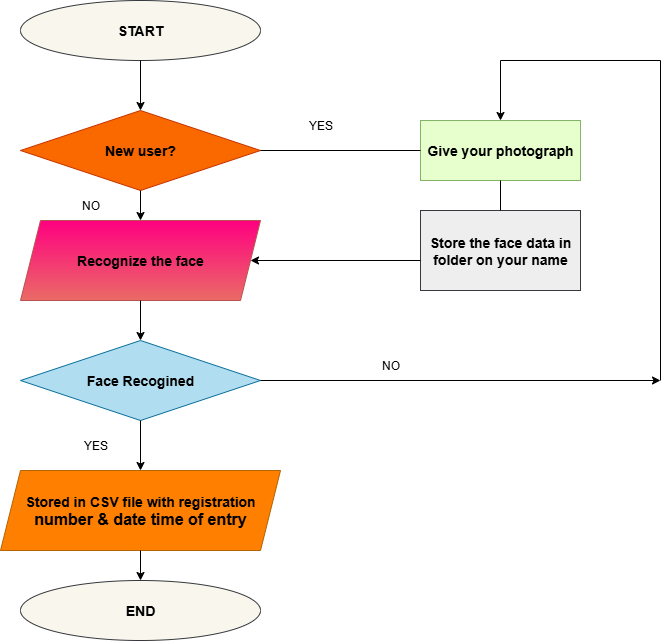 START
YES
New user?
Give your photograph
NO
Store the face data in
folder on your name
Recognize the face
NO
Face Recogined
YES
Stored in CSV file with registration
number & date time of entry
END